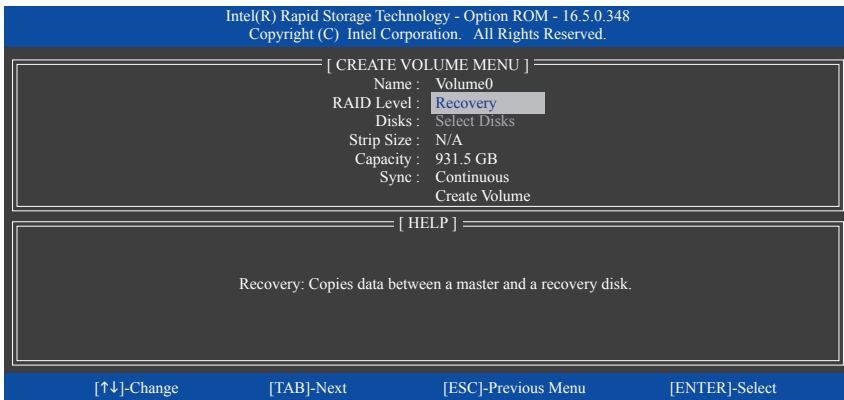 Intel(R) Rapid Storage Technology - Option ROM - 16.5.0.348
Copyright (C) Intel Corporation. All Rights Reserved.
[ CREATE VOLUME MENU ]
Name : Volume0
RAID Level : Recovery
Disks : Select Disks
Strip Size : N/A
Capacity : 931.5 GB
Sync : Continuous
Create Volume
[ HELP ]
Recovery: Copies data between a master and a recovery disk.
[↑↓]-Change [TAB]-Next [ESC]-Previous Menu [ENTER]-Select